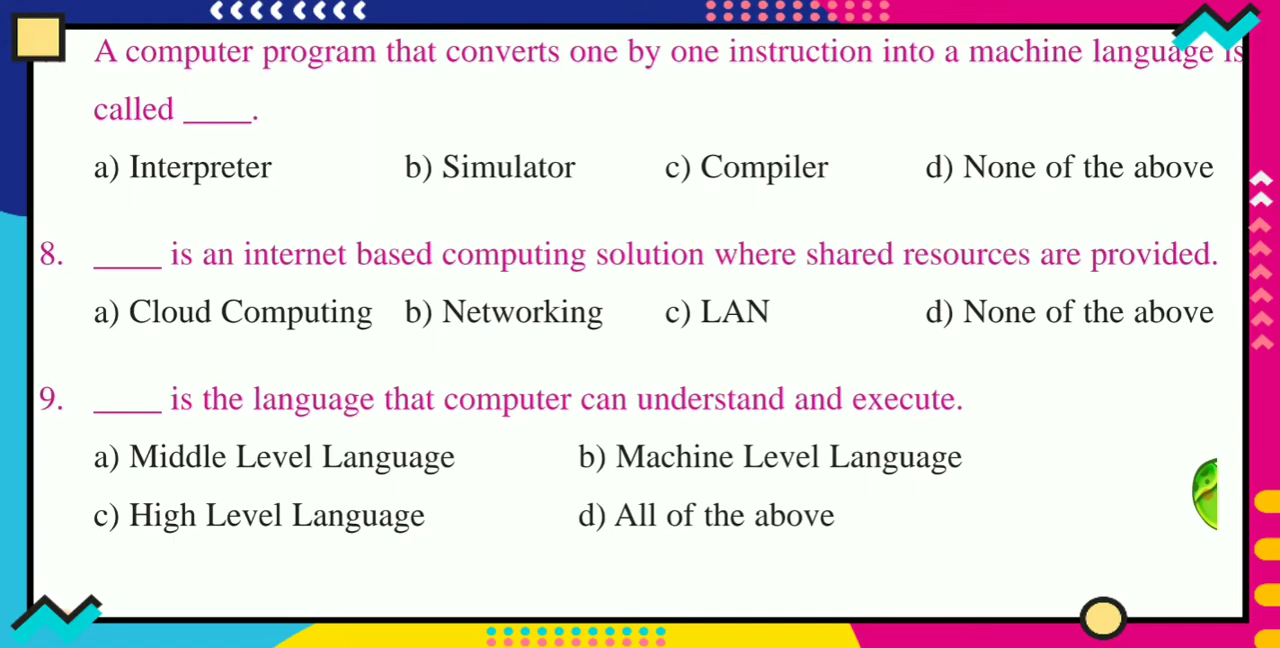 A computer program that converts one by one instruction into a machine language is
called ____.
a) Interpreter b) Simulator c) Compiler d) None of the above
8. ____ is an internet based computing solution where shared resources are provided.
a) Cloud Computing b) Networking c) LAN d) None of the above
9. ____ is the language that computer can understand and execute.
a) Middle Level Language b) Machine Level Language
c) High Level Language d) All of the above